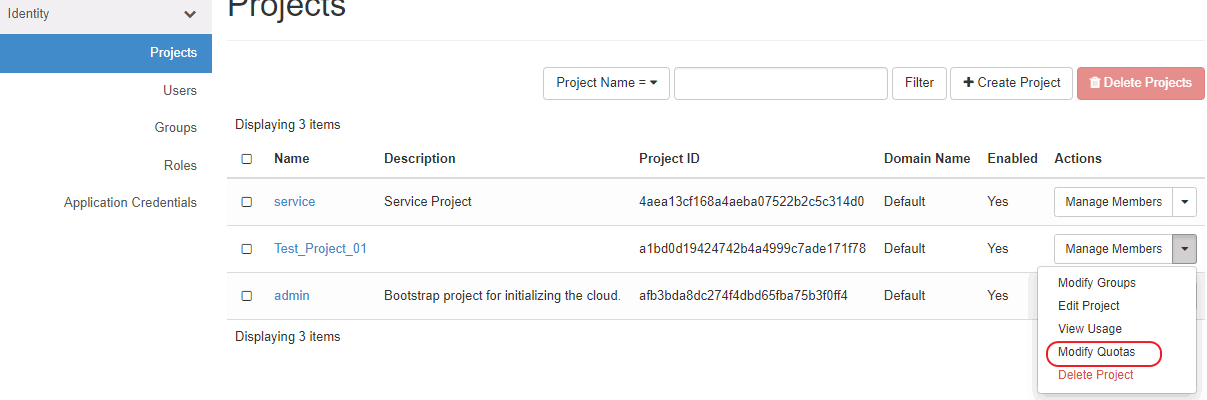 Projects
Identity
Projects
Users
Groups
Roles
Application Credentials
Project Name =
Filter
Create Project
Delete Projects
Displaying 3 items
Name Description Project ID Domain Name Enabled Actions
service Service Project 4aea13cf168a4aeba07522b2c5c314d0 Default Yes Manage Members
Test_Project_01 a1bd0d19424742b4a4999c7ade171f78 Default Yes Manage Members
admin Bootstrap project for initializing the cloud. afb3bda8dc274f4dbd65fba75b3f0ff4 Default Yes
Displaying 3 items
Modify Groups
Edit Project
View Usage
Modify Quotas
Delete Project